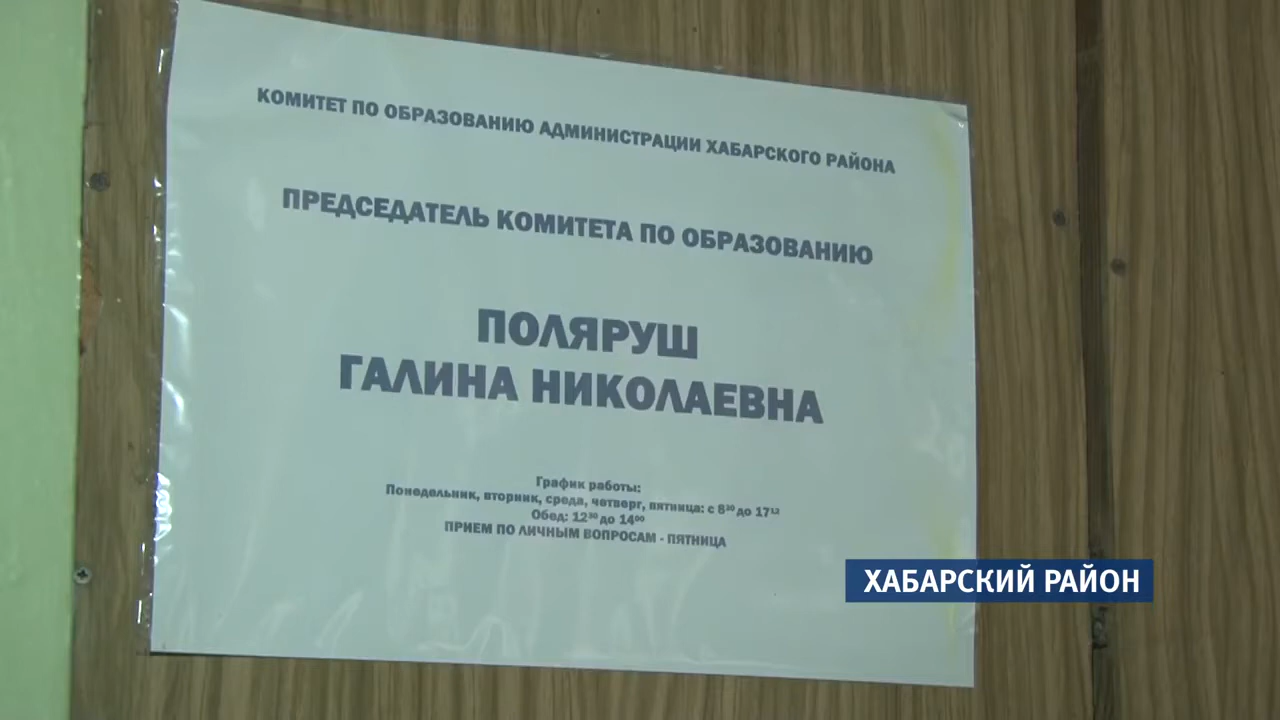 КОМИТЕТ ПО ОБРАЗОВАНИЮ АДМИНИСТРАЦИИ ХАБАРСКОГО РАЙОНА
ПРЕДСЕДАТЕЛЬ КОМИТЕТА ПО ОБРАЗОВАНИЮ
ПОЛЯРУШ
ГАЛИНА НИКОЛАЕВНА
График работы:
Понедельник, вторник, среда, четверг, пятница: с 8³⁰ до 17¹²
Обед: 12³⁰ до 14⁰⁰
ПРИЕМ ПО ЛИЧНЫМ ВОПРОСАМ - ПЯТНИЦА
ХАБАРСКИЙ РАЙОН